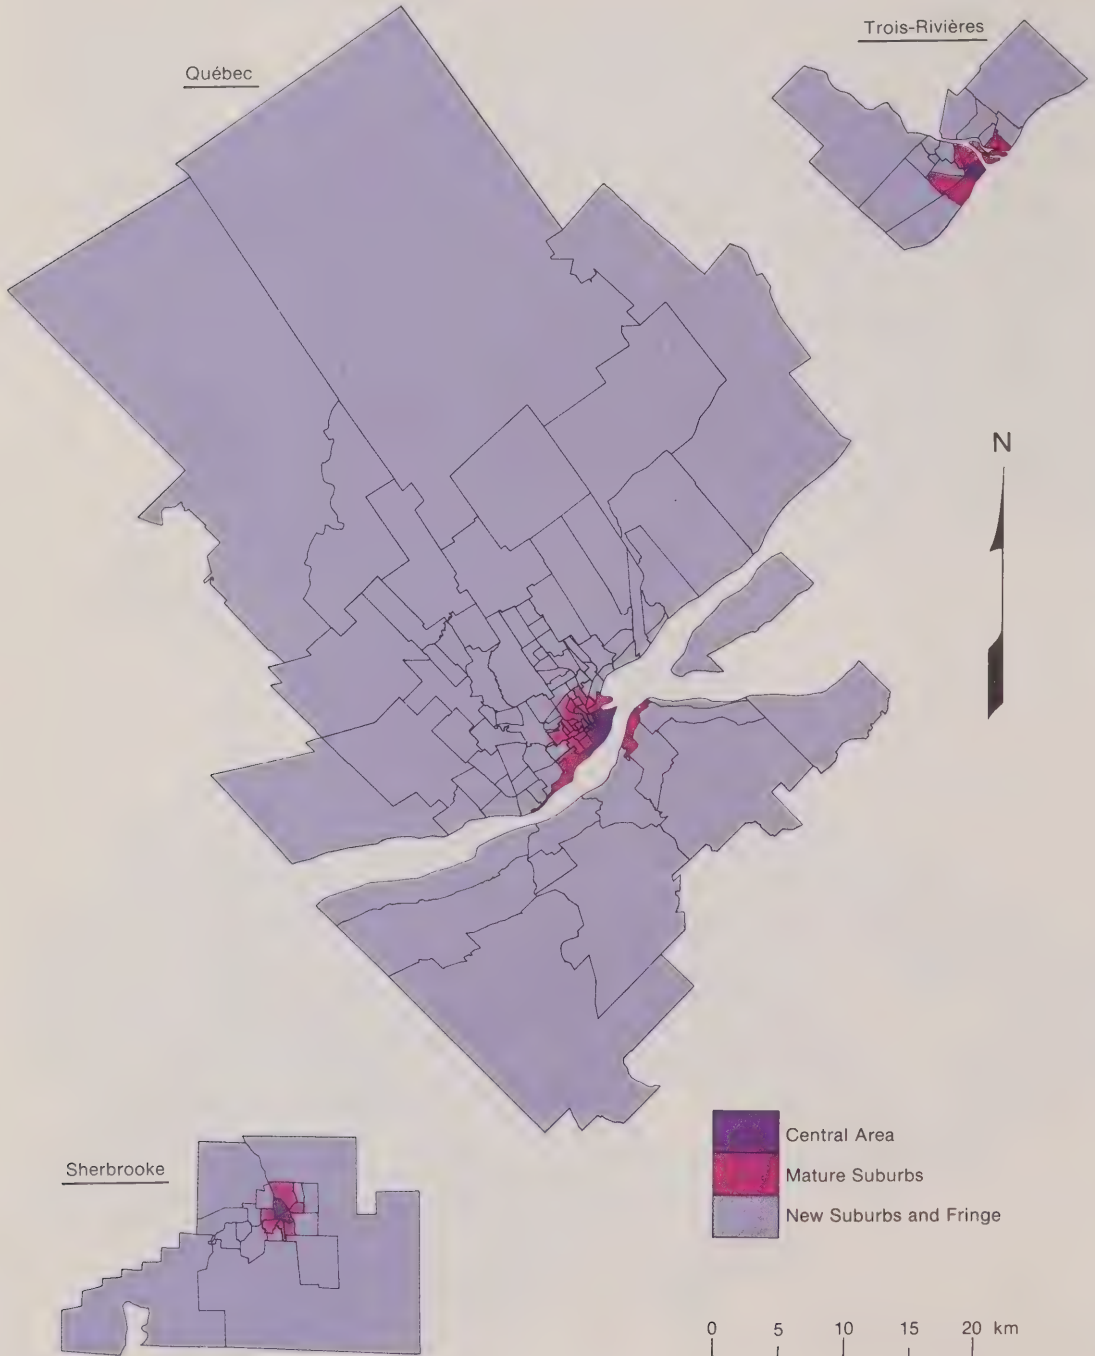 Québec
Trois-Rivières
N
Sherbrooke
Central Area
Mature Suburbs
New Suburbs and Fringe
0 5 10 15 20 km